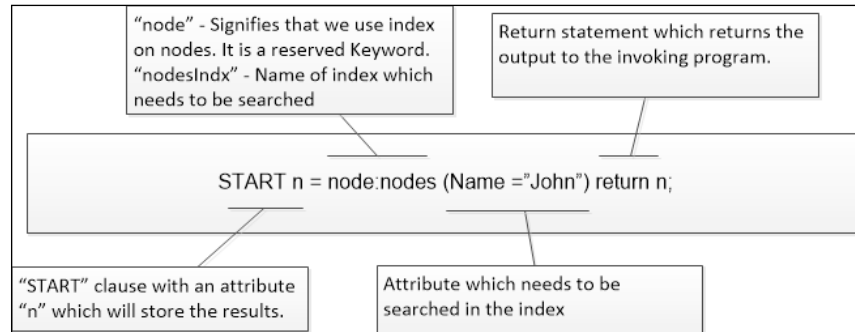 “node” - Signifies that we use index
on nodes. It is a reserved Keyword.
“nodesIndx” - Name of index which
needs to be searched
Return statement which returns the
output to the invoking program.
START n = node:nodes (Name =”John”) return n;
“START” clause with an attribute
“n” which will store the results.
Attribute which needs to be
searched in the index